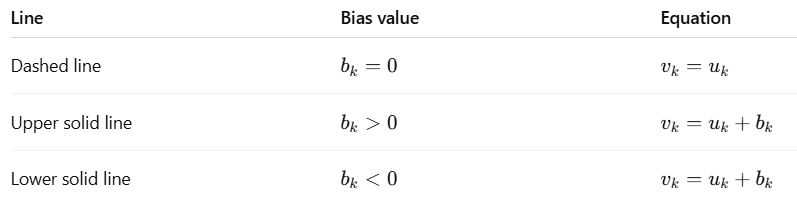 Line Bias value Equation
Dashed line b_k = 0 v_k = u_k
Upper solid line b_k > 0 v_k = u_k + b_k
Lower solid line b_k < 0 v_k = u_k + b_k